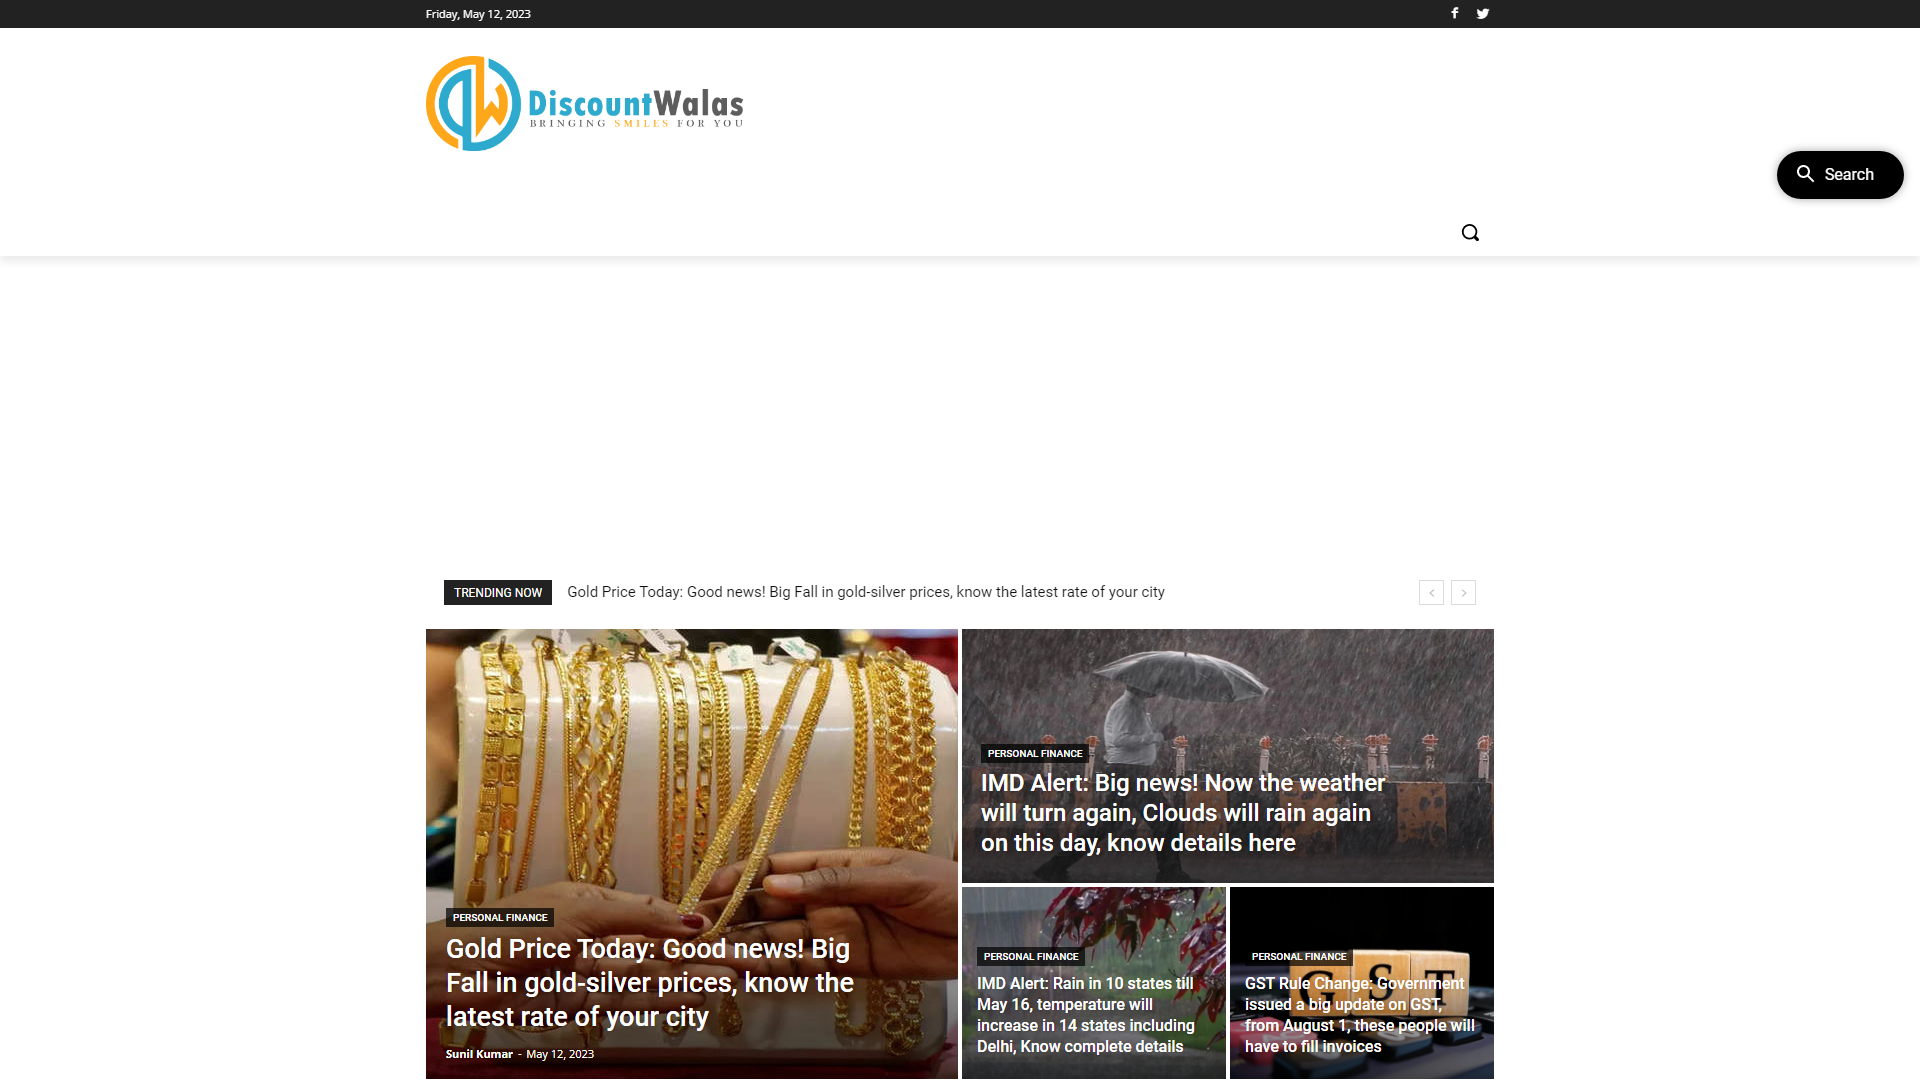 Friday, May 12, 2023
DiscountWalas
BRINGING SMILES FOR YOU
Search
TRENDING NOW
Gold Price Today: Good news! Big Fall in gold-silver prices, know the latest rate of your city
PERSONAL FINANCE
Gold Price Today: Good news! Big
Fall in gold-silver prices, know the
latest rate of your city
Sunil Kumar - May 12, 2023
PERSONAL FINANCE
IMD Alert: Big news! Now the weather
will turn again, Clouds will rain again
on this day, know details here
PERSONAL FINANCE
IMD Alert: Rain in 10 states till
May 16, temperature will
increase in 14 states including
Delhi, Know complete details
PERSONAL FINANCE
GST
GST Rule Change: Government
issued a big update on GST,
from August 1, these people will
have to fill invoices